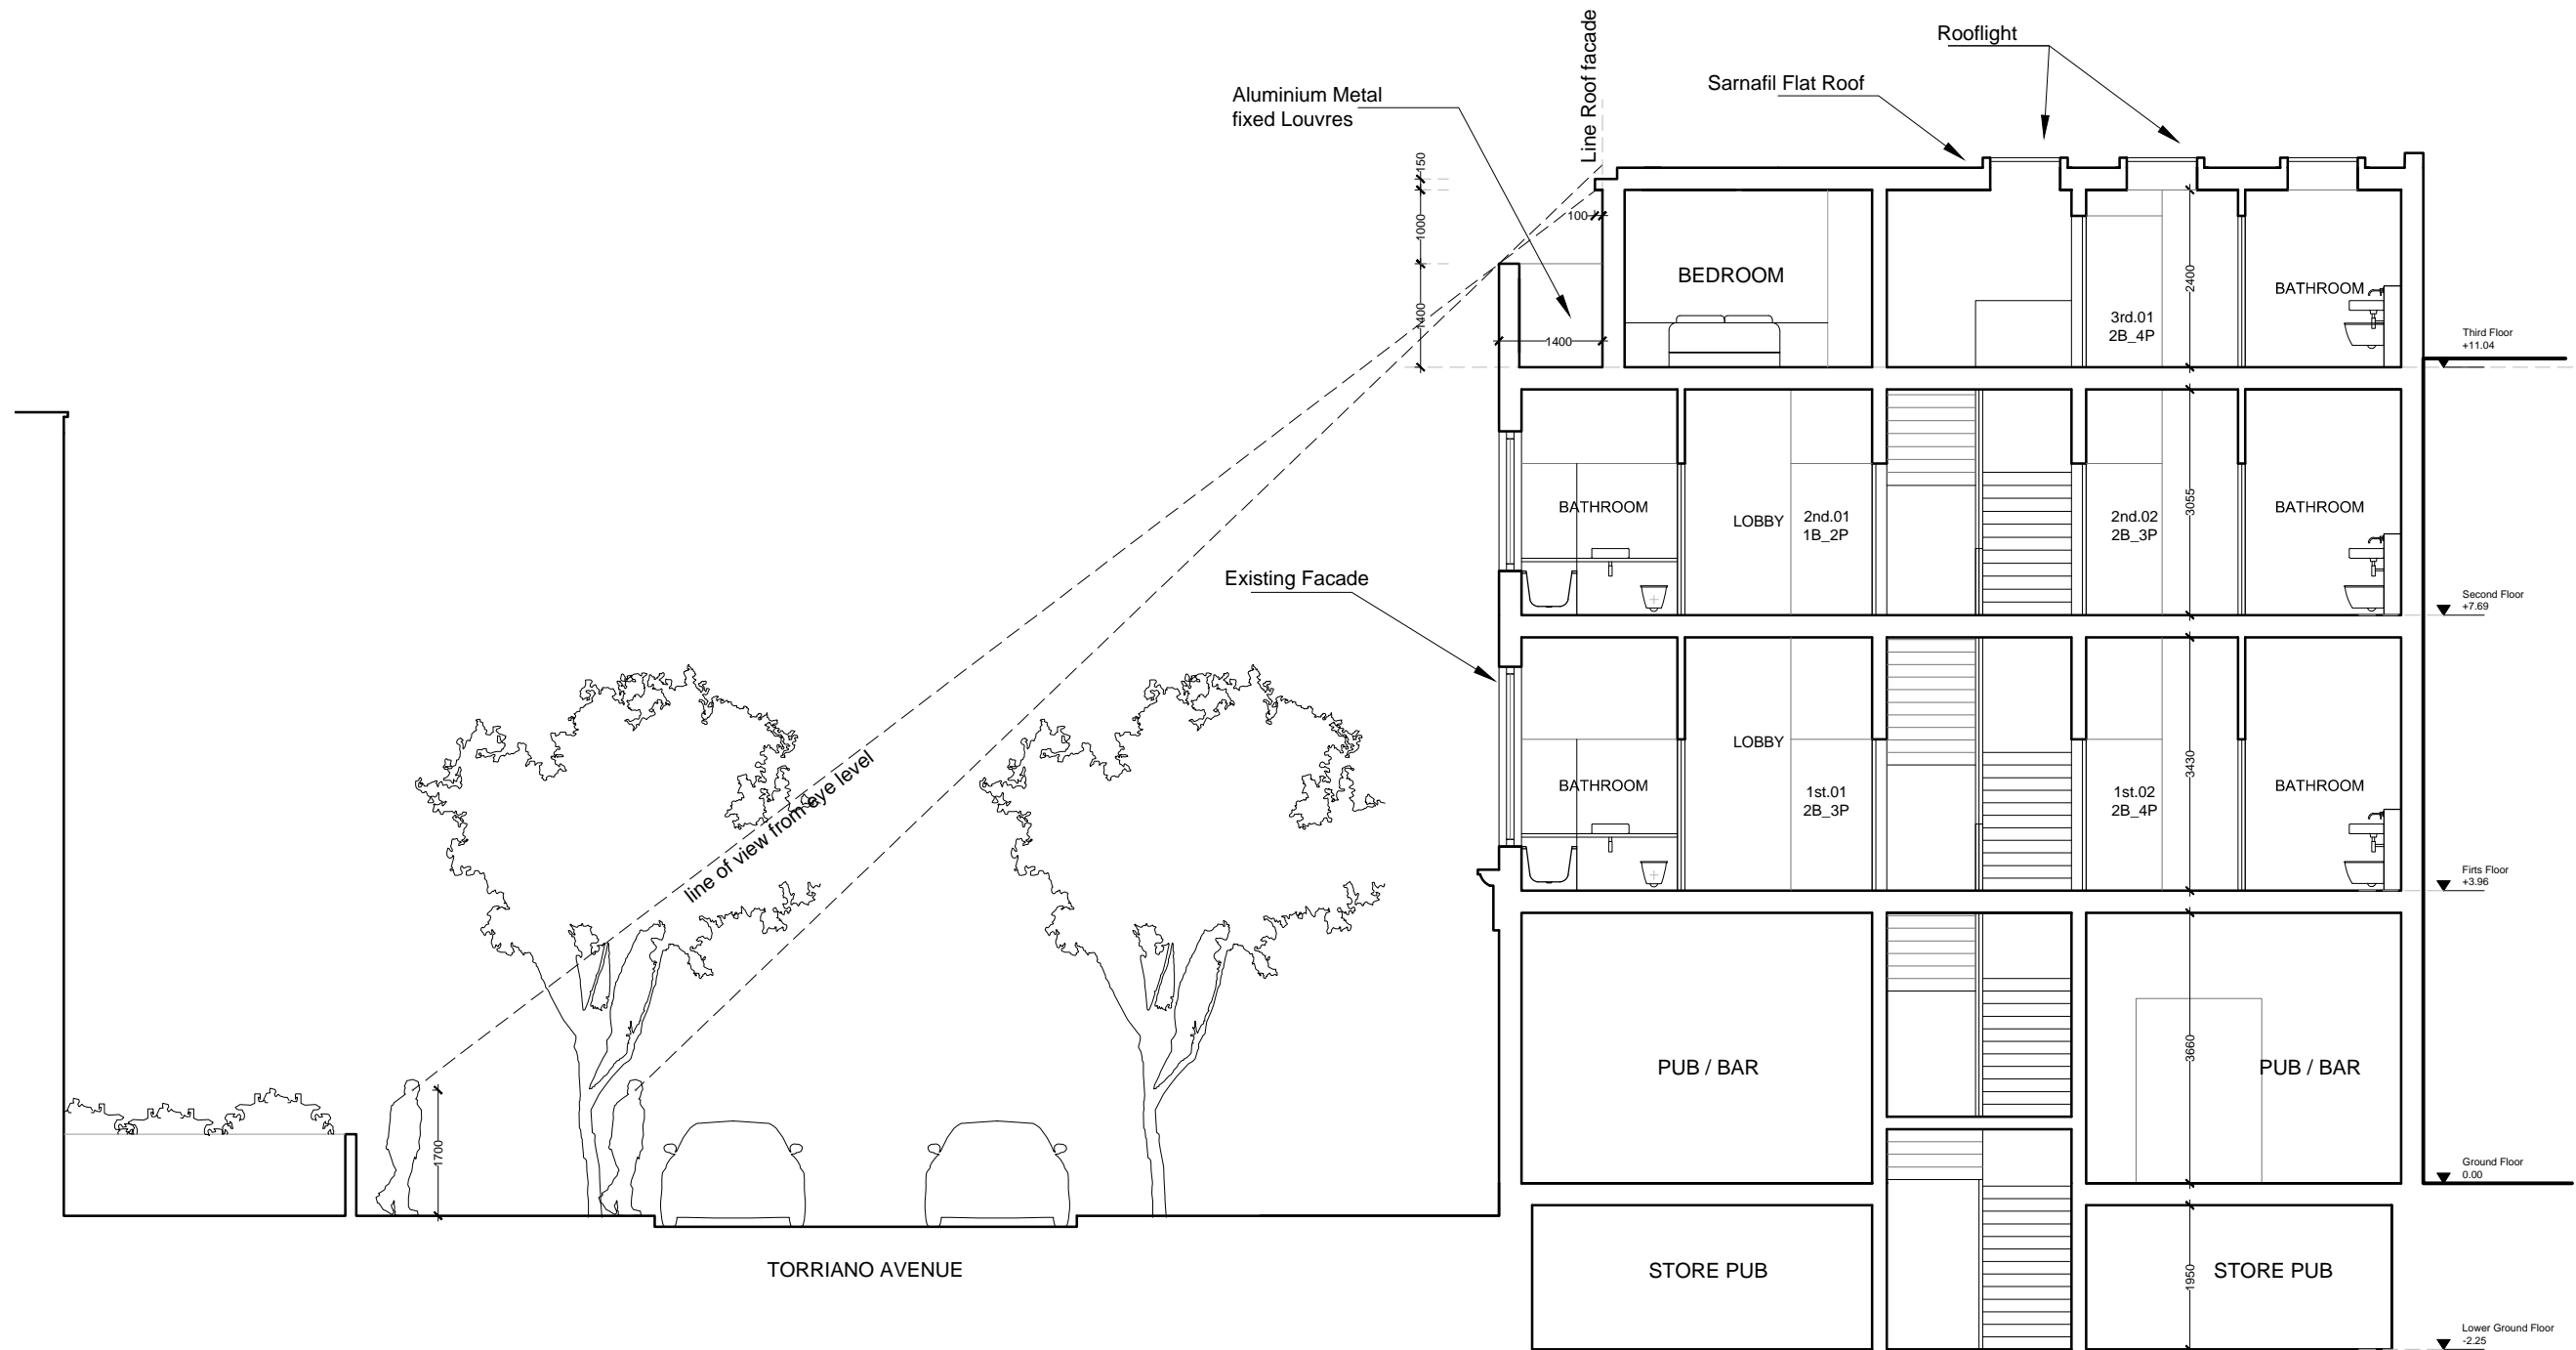 Line Roof facade
Rooflight
Sarnafil Flat Roof
Aluminium Metal
fixed Louvres
150
1000
1400
100
1400
BEDROOM
3rd.01
2B_4P
2400
BATHROOM
Third Floor
+11.04
BATHROOM
LOBBY
2nd.01
1B_2P
2nd.02
2B_3P
3055
BATHROOM
Existing Facade
Second Floor
+7.69
line of view from eye level
BATHROOM
LOBBY
1st.01
2B_3P
1st.02
2B_4P
3430
BATHROOM
Firts Floor
+3.96
PUB / BAR
3660
PUB / BAR
1700
Ground Floor
0.00
TORRIANO AVENUE
STORE PUB
1950
STORE PUB
Lower Ground Floor
-2.25